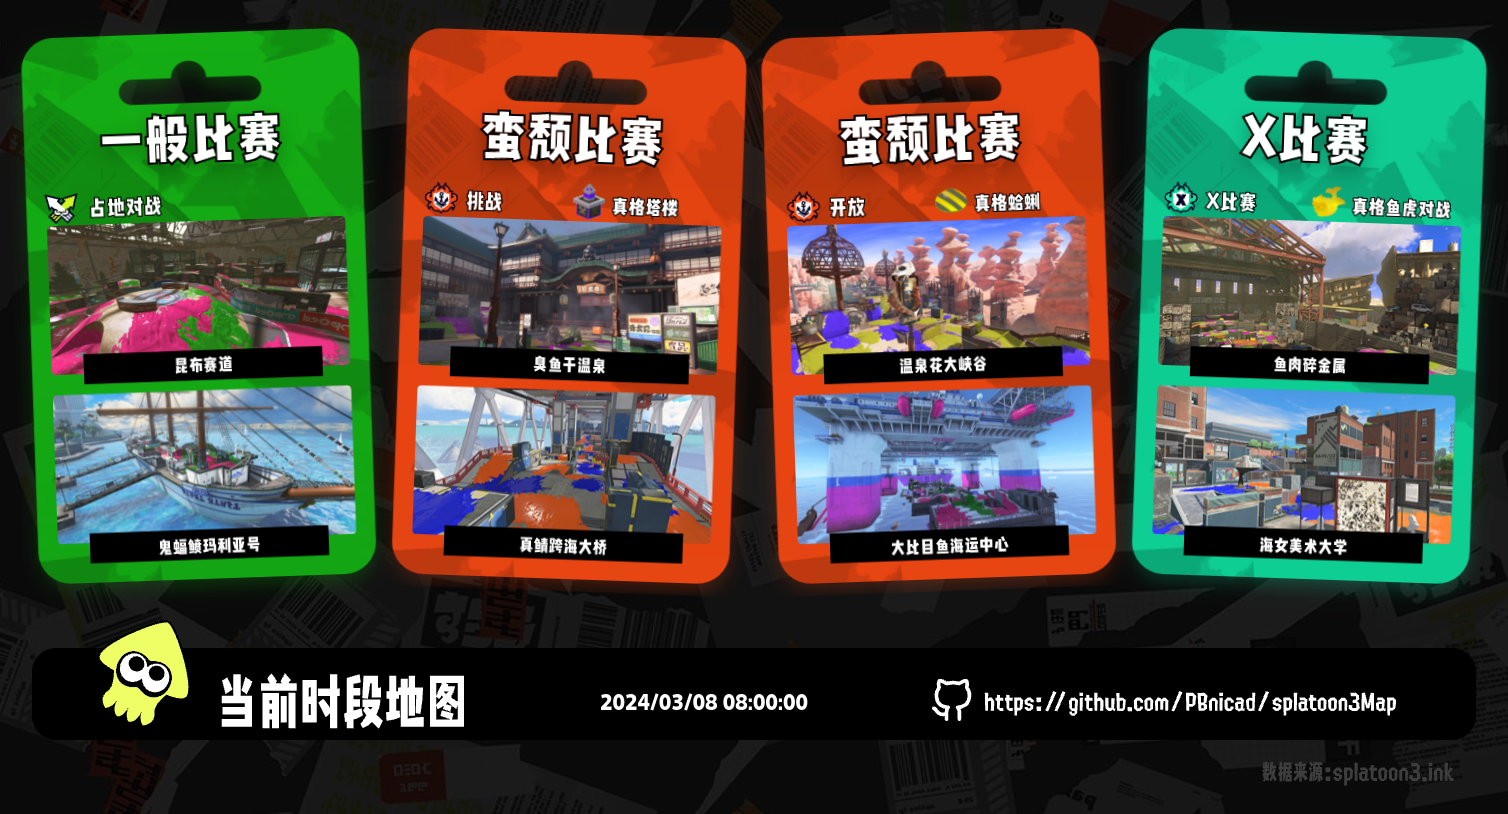 一般比赛
占地对战
昆布赛道
鬼蝠鲼玛利亚号
蛮颓比赛
挑战
真格塔楼
臭鱼干温泉
真鲭跨海大桥
蛮颓比赛
开放
真格蛤蜊
温泉花大峡谷
大比目鱼海运中心
X比赛
X比赛
真格鱼虎对战
鱼肉碎金属
海女美术大学
当前时段地图
2024/03/08 08:00:00
https://github.com/PBnicad/splatoon3Map
数据来源:splatoon3.ink